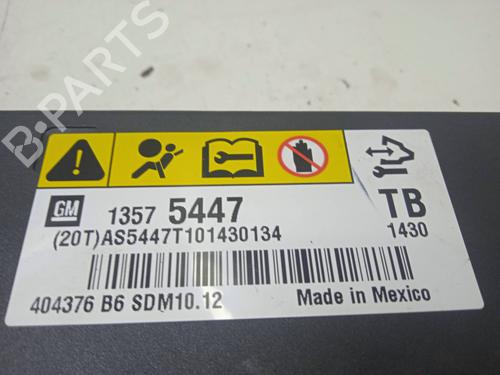 B-PARTS
GM
1357 5447
TB
(20T)AS5447T101430134
1430
404376 B6 SDM10.12
Made in Mexico